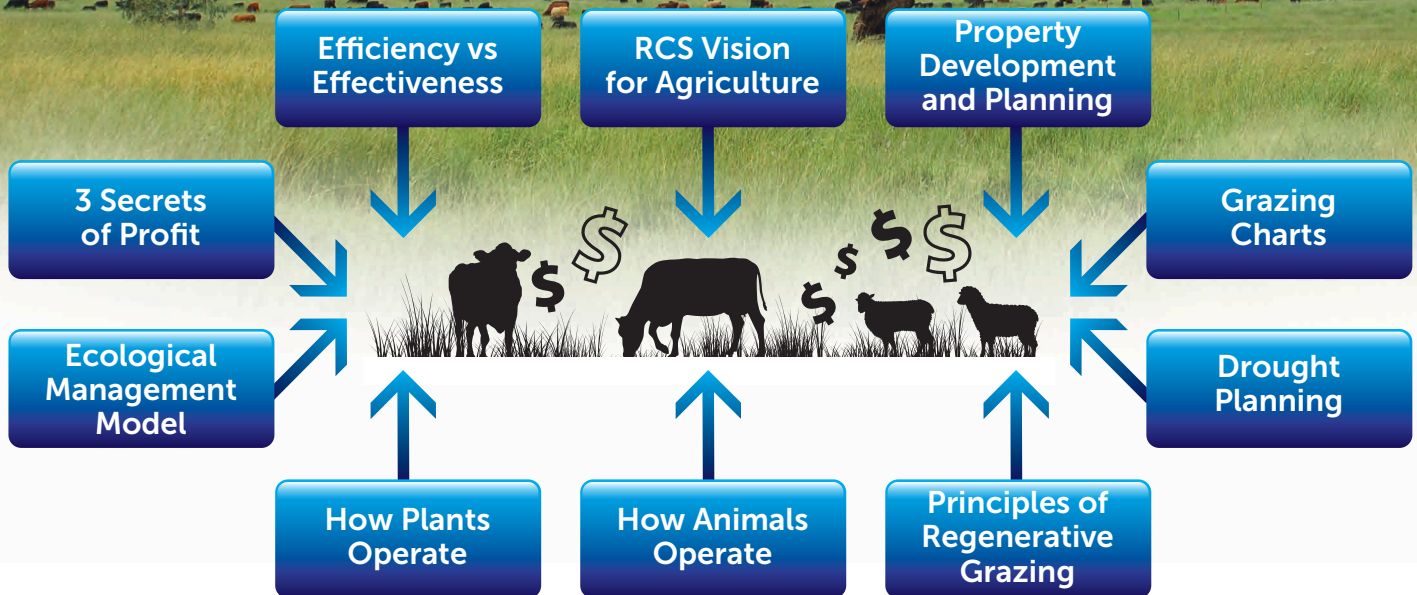 Efficiency vs
Effectiveness
RCS Vision
for Agriculture
Property
Development
and Planning
3 Secrets
of Profit
Grazing
Charts
$ $ $ $ $ $
Ecological
Management
Model
Drought
Planning
How Plants
Operate
How Animals
Operate
Principles of
Regenerative
Grazing